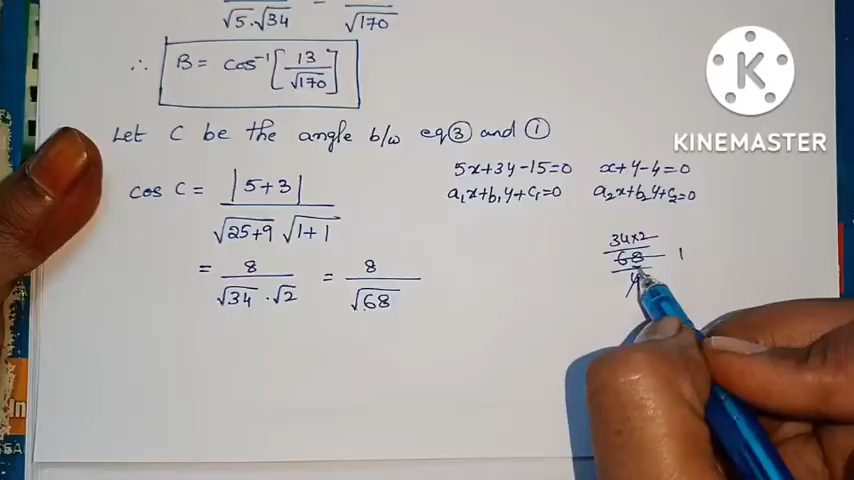 √5.√34 = √170
∴ B = cos⁻¹[13/√170]
Let C be the angle b/w eq③ and ①
5x+3y-15=0 x+y-4=0
a₁x+b₁y+c₁=0 a₂x+b₂y+c₂=0
cos C = |5+3| / √25+9 √1+1
= 8/√34.√2 = 8/√68
34×2
68
K
KINEMASTER